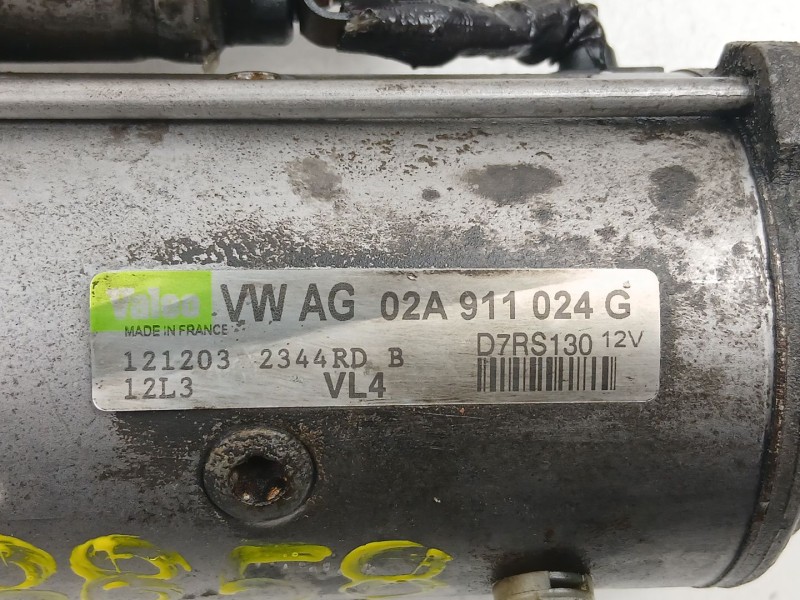 Valeo VW AG 02A 911 024 G
MADE IN FRANCE
D7RS130 12V
121203 2344RD B
12L3 VL4